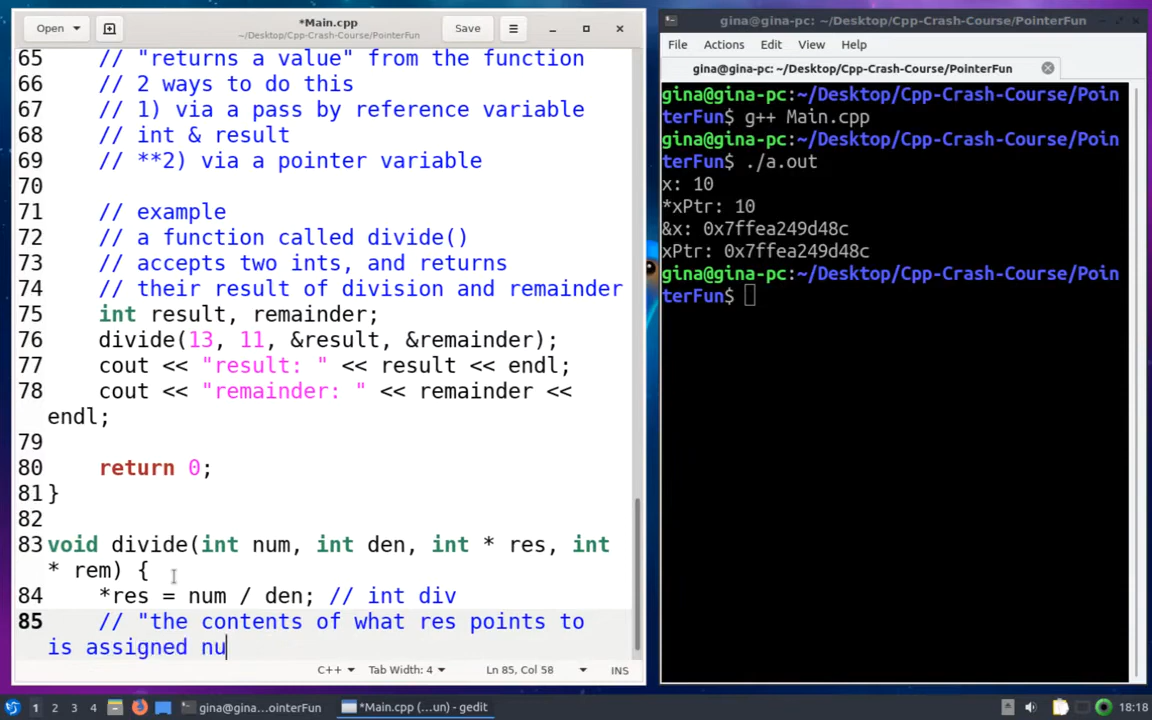 Open
*Main.cpp
~/Desktop/Cpp-Crash-Course/PointerFun
Save
65 // "returns a value" from the function
66 // 2 ways to do this
67 // 1) via a pass by reference variable
68 // int & result
69 // **2) via a pointer variable
70
71 // example
72 // a function called divide()
73 // accepts two ints, and returns
74 // their result of division and remainder
75 int result, remainder;
76 divide(13, 11, &result, &remainder);
77 cout << "result: " << result << endl;
78 cout << "remainder: " << remainder <<
endl;
79
80 return 0;
81 }
82
83 void divide(int num, int den, int * res, int
* rem) {
84 *res = num / den; // int div
85 // "the contents of what res points to
is assigned nu
C++ Tab Width: 4 Ln 85, Col 58 INS
gina@gina-pc: ~/Desktop/Cpp-Crash-Course/PointerFun
File Actions Edit View Help
gina@gina-pc: ~/Desktop/Cpp-Crash-Course/PointerFun
gina@gina-pc:~/Desktop/Cpp-Crash-Course/Poin
terFun$ g++ Main.cpp
gina@gina-pc:~/Desktop/Cpp-Crash-Course/Poin
terFun$ ./a.out
x: 10
*xPtr: 10
&x: 0x7ffea249d48c
xPtr: 0x7ffea249d48c
gina@gina-pc:~/Desktop/Cpp-Crash-Course/Poin
terFun$
1 2 3 4 gina@gina...ointerFun *Main.cpp (...un) - gedit 18:18